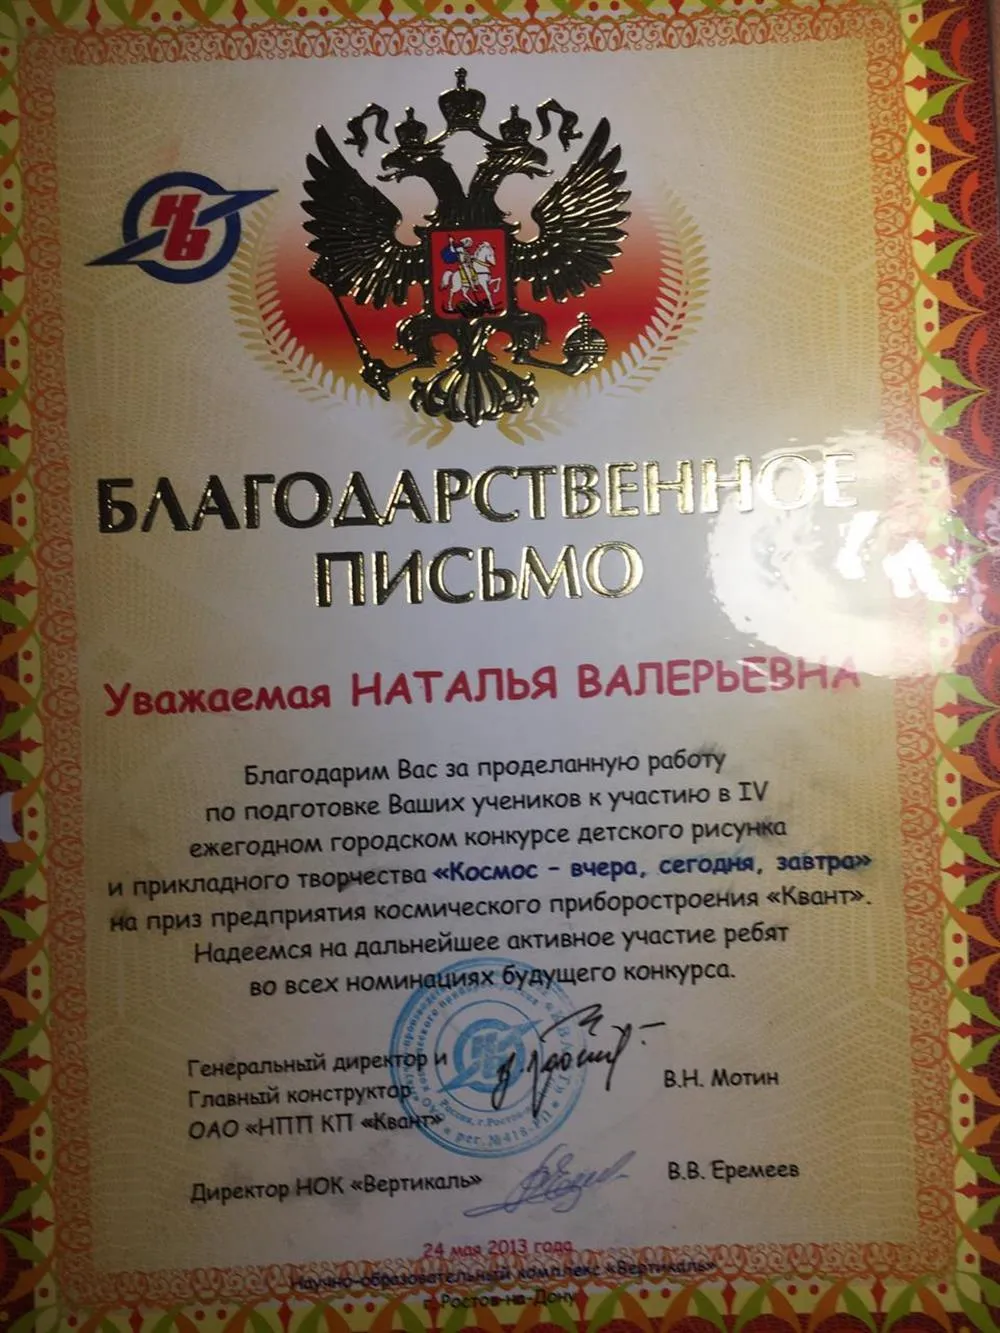 КВ
БЛАГОДАРСТВЕННОЕ
ПИСЬМО
Уважаемая НАТАЛЬЯ ВАЛЕРЬЕВНА
Благодарим Вас за проделанную работу
по подготовке Ваших учеников к участию в IV
ежегодном городском конкурсе детского рисунка
и прикладного творчества «Космос – вчера, сегодня, завтра»
на приз предприятия космического приборостроения «Квант».
Надеемся на дальнейшее активное участие ребят
во всех номинациях будущего конкурса.
Генеральный директор и
Главный конструктор
ОАО «НПП КП «Квант»
В.Н. Мотин
Директор НОК «Вертикаль»
В.В. Еремеев
24 мая 2013 года
Научно-образовательный комплекс «Вертикаль»
г. Ростов-на-Дону